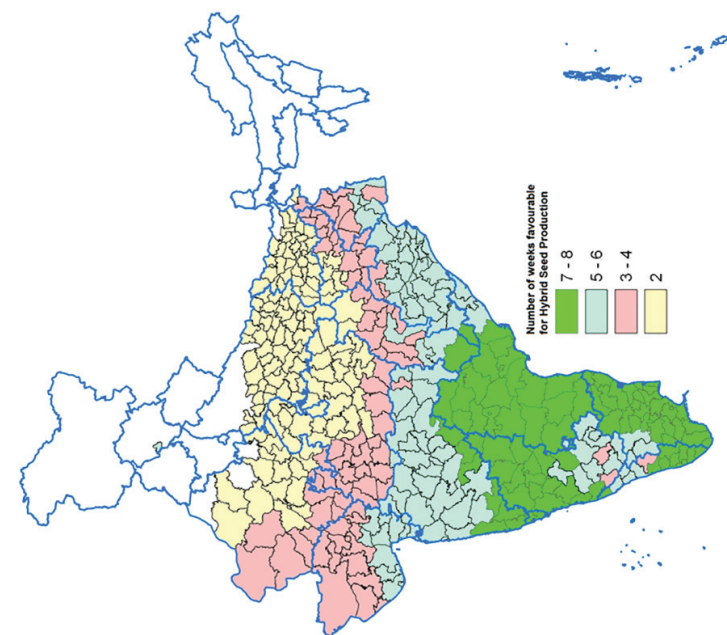 Number of weeks favourable
for Hybrid Seed Production
7 - 8
5 - 6
3 - 4
2